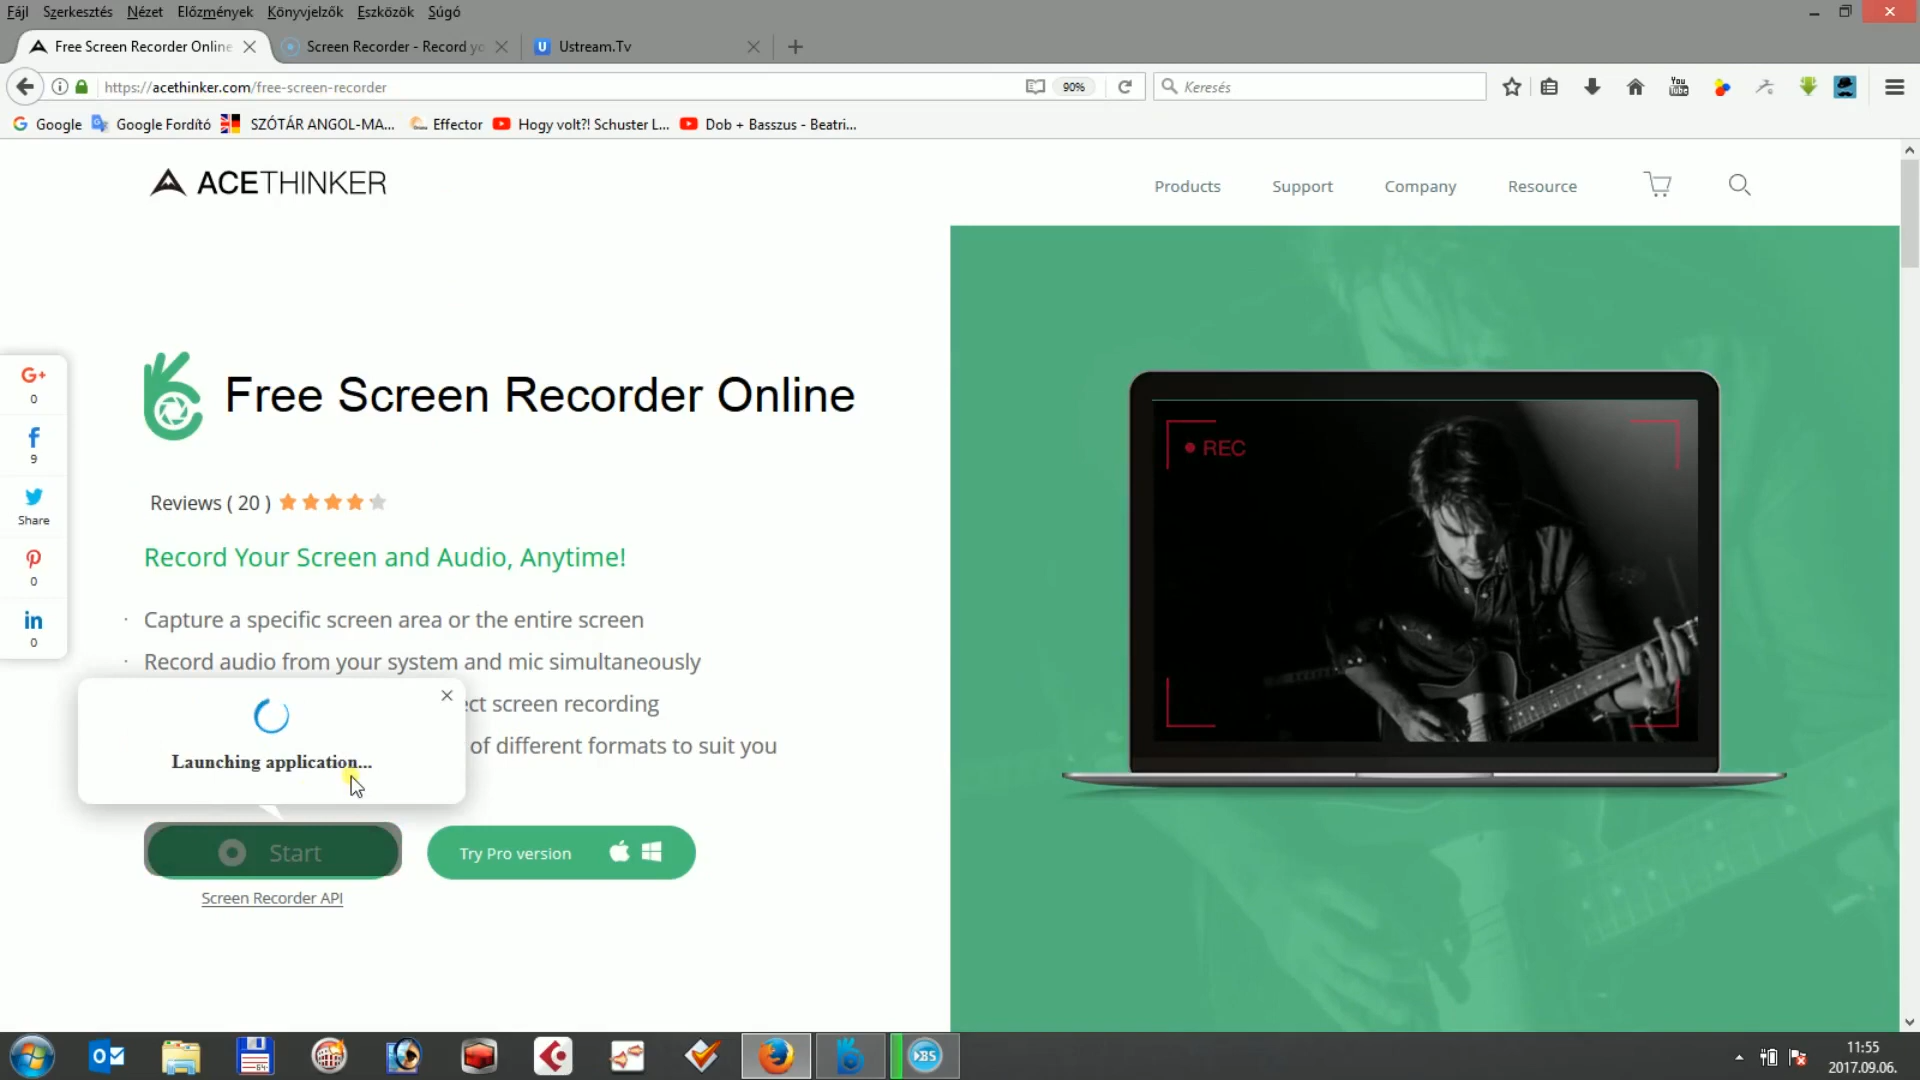 Fájl Szerkesztés Nézet Előzmények Könyvjelzők Eszközök Súgó
Free Screen Recorder Online
Screen Recorder - Record yo
Ustream.Tv
https://acethinker.com/free-screen-recorder
90%
Keresés
You Tube
Google
Google Fordító
SZÓTÁR ANGOL-MA...
Effector
Hogy volt?! Schuster L...
Dob + Basszus - Beatri...
ACETHINKER
Products
Support
Company
Resource
Free Screen Recorder Online
REC
G+
0
9
Share
0
in
0
Reviews ( 20 )
Record Your Screen and Audio, Anytime!
· Capture a specific screen area or the entire screen
· Record audio from your system and mic simultaneously
ect screen recording
of different formats to suit you
Launching application...
Start
Try Pro version
Screen Recorder API
64
BS
11:55
2017.09.06.